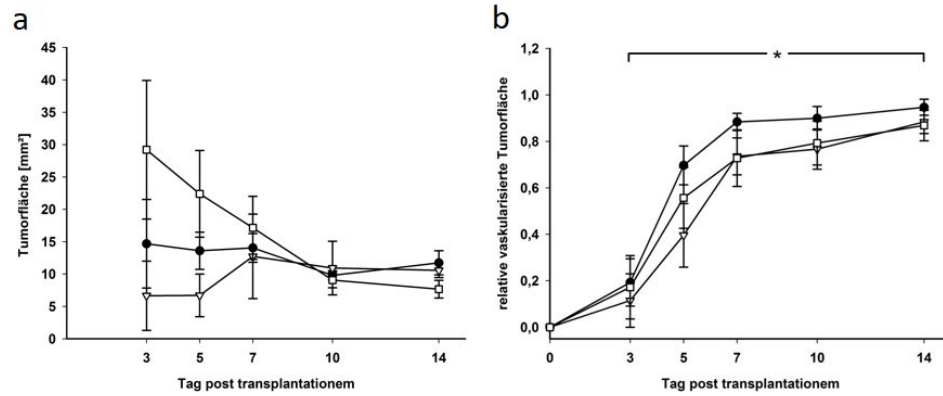 a
45
40
35
30
25
20
15
10
5
0
Tumorfläche [mm²]
3 5 7 10 14
Tag post transplantationem
b
*
1,2
1,0
0,8
0,6
0,4
0,2
0,0
relative vaskularisierte Tumorfläche
0 3 5 7 10 14
Tag post transplantationem